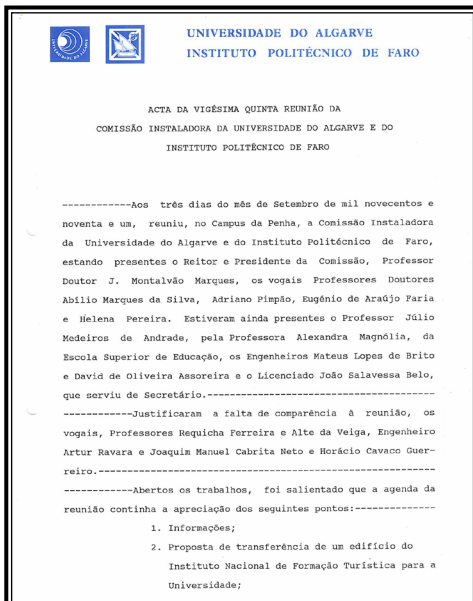 UNIVERSIDADE DO ALGARVE
INSTITUTO POLITÉCNICO DE FARO
ACTA DA VIGÉSIMA QUINTA REUNIÃO DA
COMISSÃO INSTALADORA DA UNIVERSIDADE DO ALGARVE E DO
INSTITUTO POLITÉCNICO DE FARO
------------Aos três dias do mês de Setembro de mil novecentos e
noventa e um, reuniu, no Campus da Penha, a Comissão Instaladora
da Universidade do Algarve e do Instituto Politécnico de Faro,
estando presentes o Reitor e Presidente da Comissão, Professor
Doutor J. Montalvão Marques, os vogais Professores Doutores
Abílio Marques da Silva, Adriano Pimpão, Eugénio de Araújo Faria
e Helena Pereira. Estiveram ainda presentes o Professor Júlio
Medeiros de Andrade, pela Professora Alexandra Magnólia, da
Escola Superior de Educação, os Engenheiros Mateus Lopes de Brito
e David de Oliveira Assoreira e o Licenciado João Salavessa Belo,
que serviu de Secretário.----------------------------------------
------------Justificaram a falta de comparência à reunião, os
vogais, Professores Requicha Ferreira e Alte da Veiga, Engenheiro
Artur Ravara e Joaquim Manuel Cabrita Neto e Horácio Cavaco Guer-
reiro.-----------------------------------------------------------
------------Abertos os trabalhos, foi salientado que a agenda da
reunião continha a apreciação dos seguintes pontos:--------------
1. Informações;
2. Proposta de transferência de um edifício do
Instituto Nacional de Formação Turística para a
Universidade;